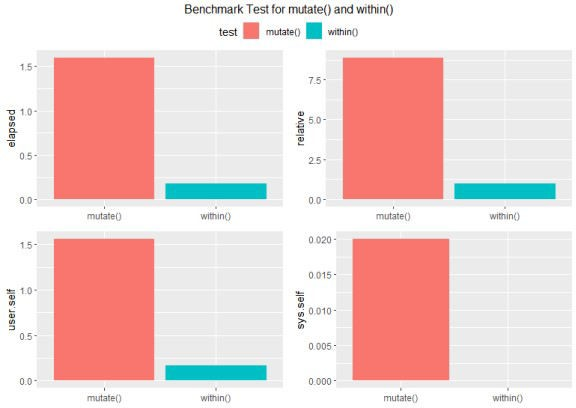 Benchmark Test for mutate() and within()
test mutate() within()
elapsed
1.5
1.0
0.5
0.0
mutate() within()
relative
7.5
5.0
2.5
0.0
mutate() within()
user.self
1.5
1.0
0.5
0.0
mutate() within()
sys.self
0.020
0.015
0.010
0.005
0.000
mutate() within()